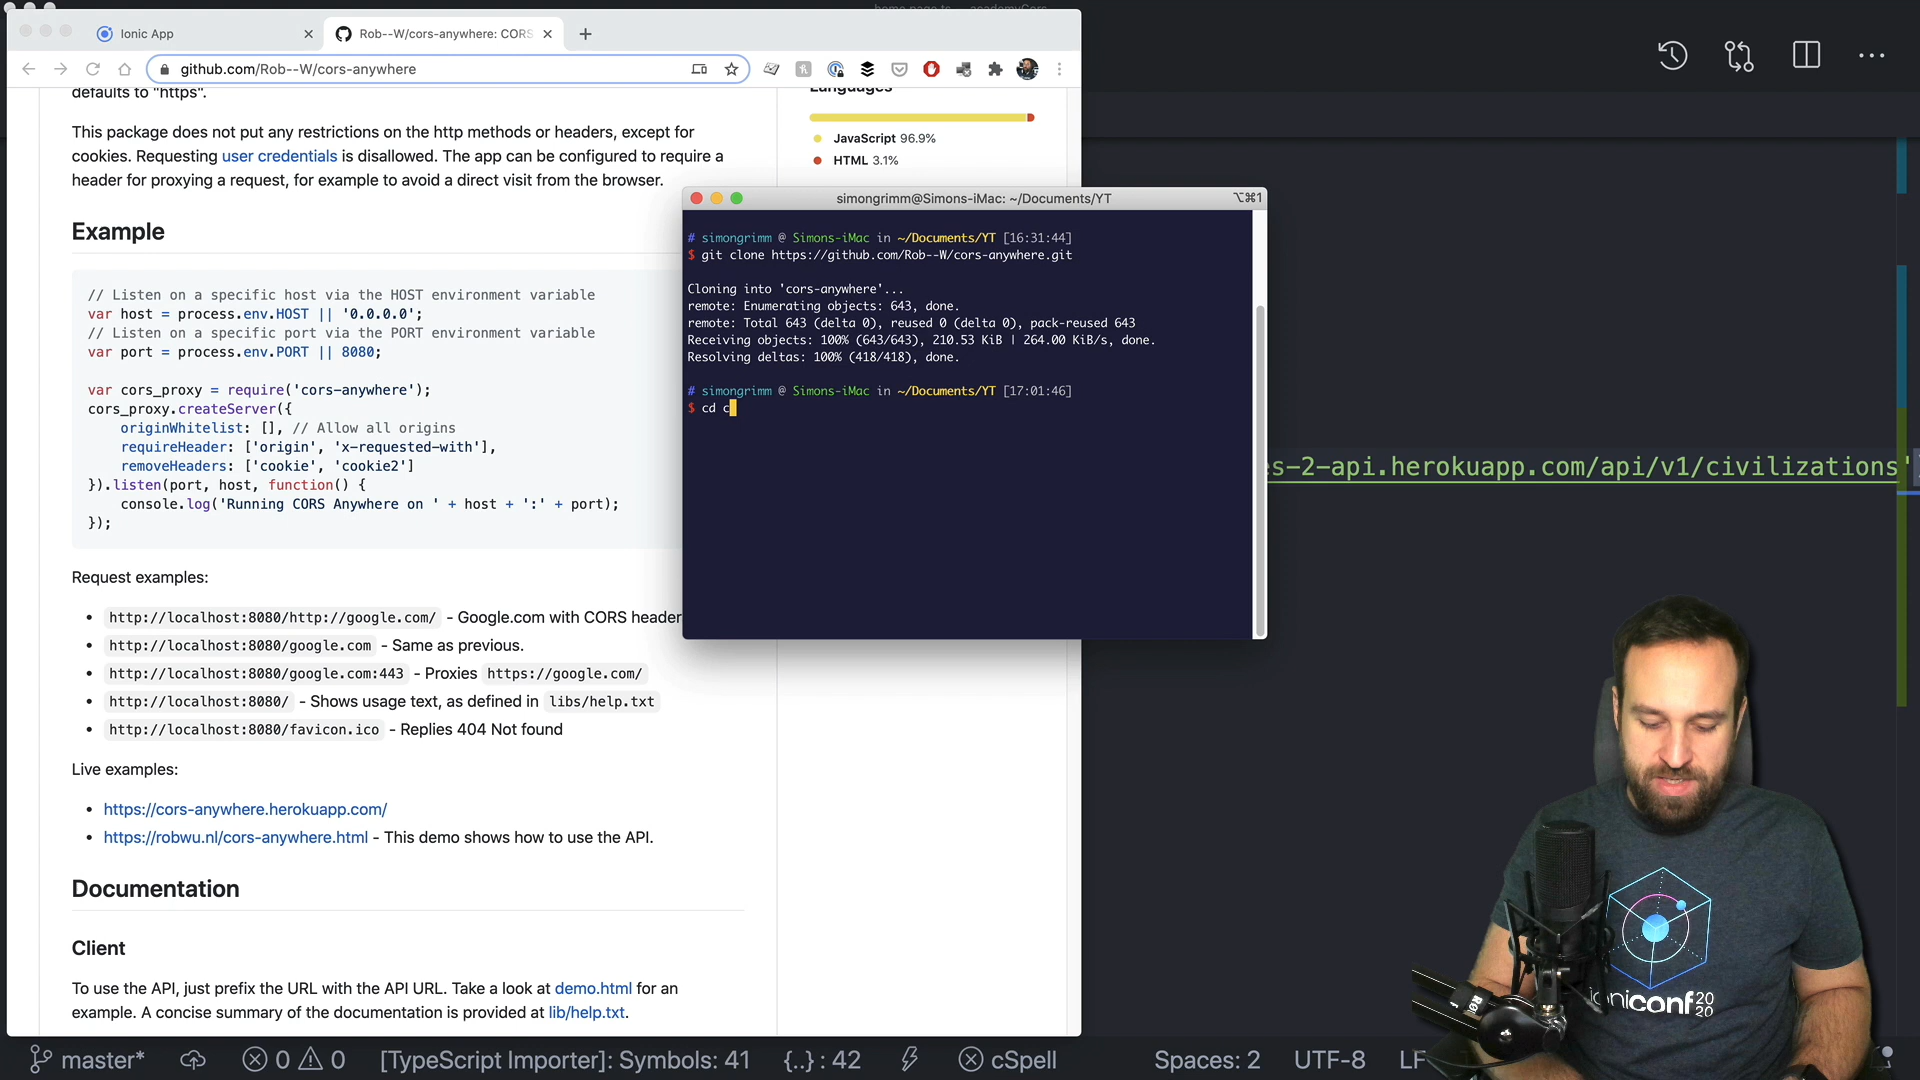 Ionic App
Rob--W/cors-anywhere: CORS
github.com/Rob--W/cors-anywhere
defaults to "https".
This package does not put any restrictions on the http methods or headers, except for
cookies. Requesting user credentials is disallowed. The app can be configured to require a
header for proxying a request, for example to avoid a direct visit from the browser.
Example
// Listen on a specific host via the HOST environment variable
var host = process.env.HOST || '0.0.0.0';
// Listen on a specific port via the PORT environment variable
var port = process.env.PORT || 8080;
var cors_proxy = require('cors-anywhere');
cors_proxy.createServer({
originWhitelist: [], // Allow all origins
requireHeader: ['origin', 'x-requested-with'],
removeHeaders: ['cookie', 'cookie2']
}).listen(port, host, function() {
console.log('Running CORS Anywhere on ' + host + ':' + port);
});
Request examples:
http://localhost:8080/http://google.com/ - Google.com with CORS header
http://localhost:8080/google.com - Same as previous.
http://localhost:8080/google.com:443 - Proxies https://google.com/
http://localhost:8080/ - Shows usage text, as defined in libs/help.txt
http://localhost:8080/favicon.ico - Replies 404 Not found
Live examples:
https://cors-anywhere.herokuapp.com/
https://robwu.nl/cors-anywhere.html - This demo shows how to use the API.
Documentation
Client
To use the API, just prefix the URL with the API URL. Take a look at demo.html for an
example. A concise summary of the documentation is provided at lib/help.txt.
Languages
JavaScript 96.9%
HTML 3.1%
simongrimm@Simons-iMac: ~/Documents/YT
⌥⌘1
# simongrimm @ Simons-iMac in ~/Documents/YT [16:31:44]
$ git clone https://github.com/Rob--W/cors-anywhere.git
Cloning into 'cors-anywhere'...
remote: Enumerating objects: 643, done.
remote: Total 643 (delta 0), reused 0 (delta 0), pack-reused 643
Receiving objects: 100% (643/643), 210.53 KiB | 264.00 KiB/s, done.
Resolving deltas: 100% (418/418), done.
# simongrimm @ Simons-iMac in ~/Documents/YT [17:01:46]
$ cd c
es-2-api.herokuapp.com/api/v1/civilizations'
ioniconf 2020
master*
0
0
[TypeScript Importer]: Symbols: 41
{..} : 42
cSpell
Spaces: 2
UTF-8
LF